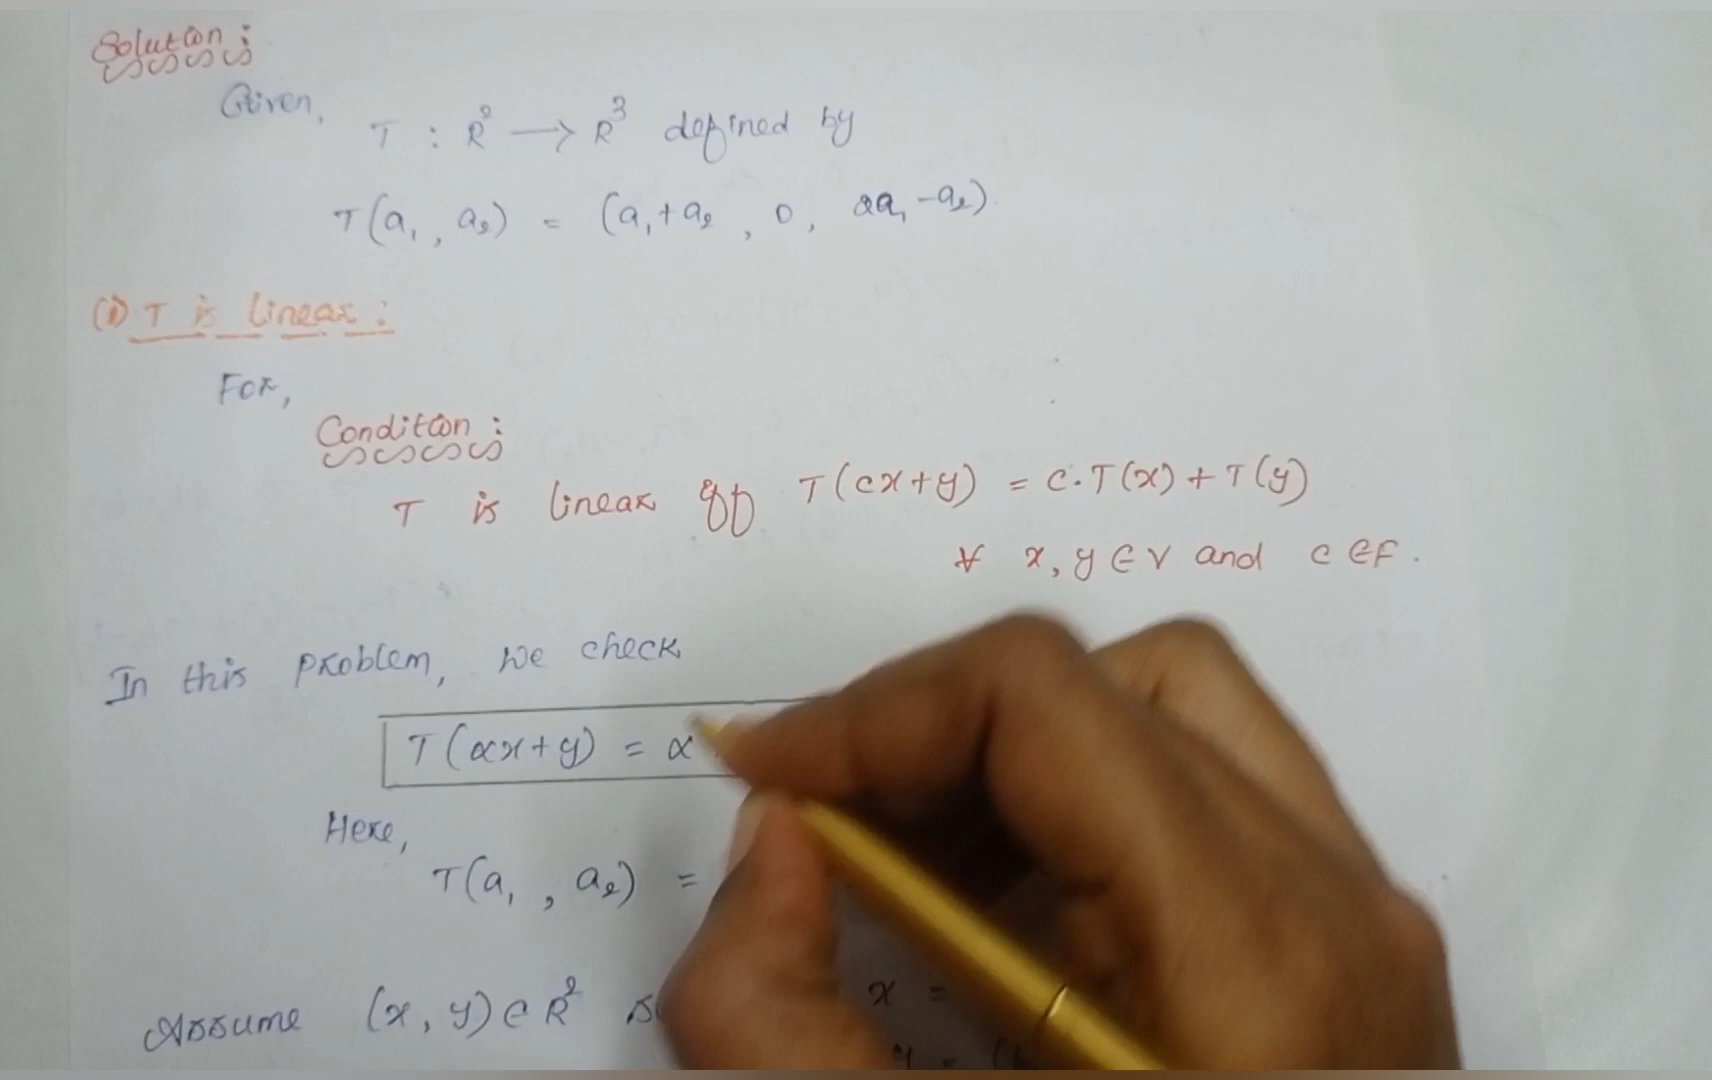 Solution :
Given,
T : R² → R³ defined by
T(a₁, a₂) = (a₁+a₂, 0, 2a₁-a₂)
(i) T is linear :
For,
Condition :
T is linear iff T(cx+y) = c.T(x)+T(y)
∀ x, y ∈ V and c ∈ F.
In this problem, we check
T(αx+y) = α
Here,
T(a₁, a₂) =
Assume (x, y) ∈ R² x =
y = (